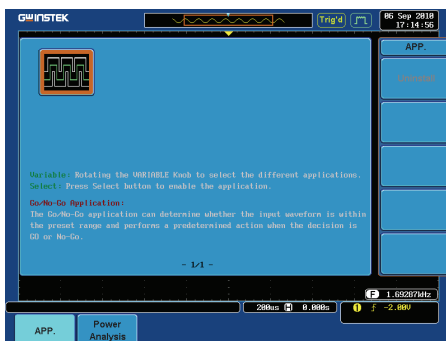 GWINSTEK
Trig'd
06 Sep 2010
17:14:56
APP.
Variable: Rotating the VARIABLE Knob to select the different applications.
Select: Press Select button to enable the application.
Go/No-Go Application:
The Go/No-Go application can determine whether the input waveform is within
the preset range and performs a predetermined action when the decision is
GO or No-Go.
- 1/1 -
F 1.69287kHz
200us H 0.000s
1 f -2.00V
APP.
Power
Analysis